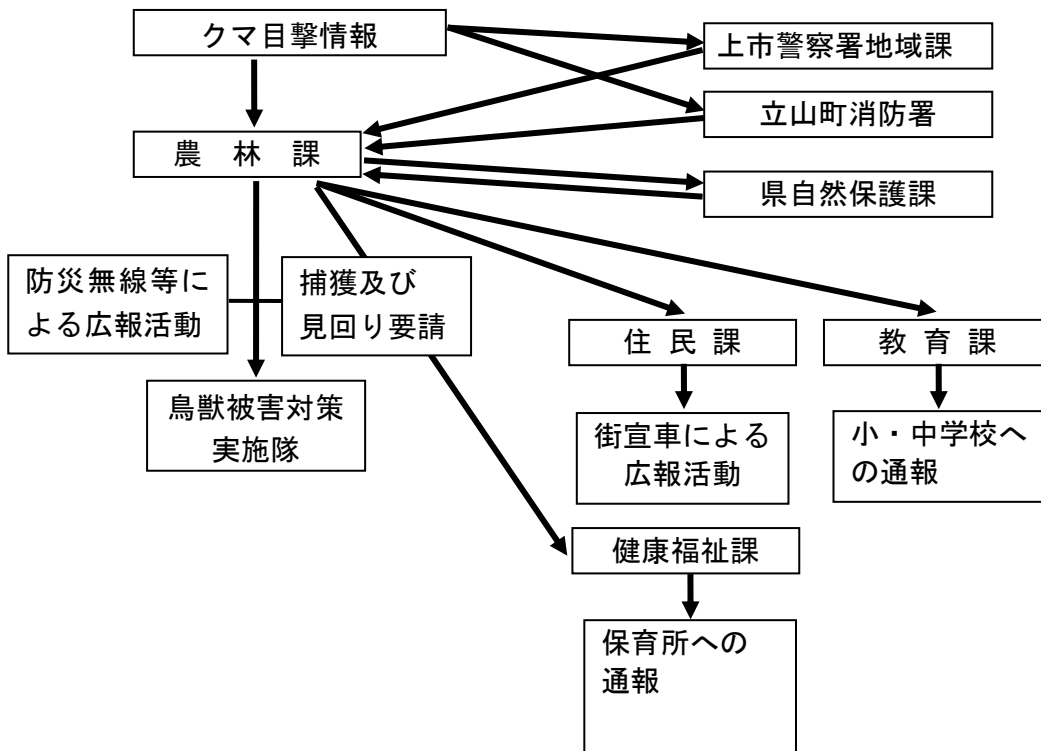 クマ目撃情報
上市警察署地域課
立山町消防署
農　林　課
県自然保護課
防災無線等に
よる広報活動
捕獲及び
見回り要請
住 民 課
教 育 課
鳥獣被害対策
実施隊
街宣車による
広報活動
小・中学校へ
の通報
健康福祉課
保育所への
通報